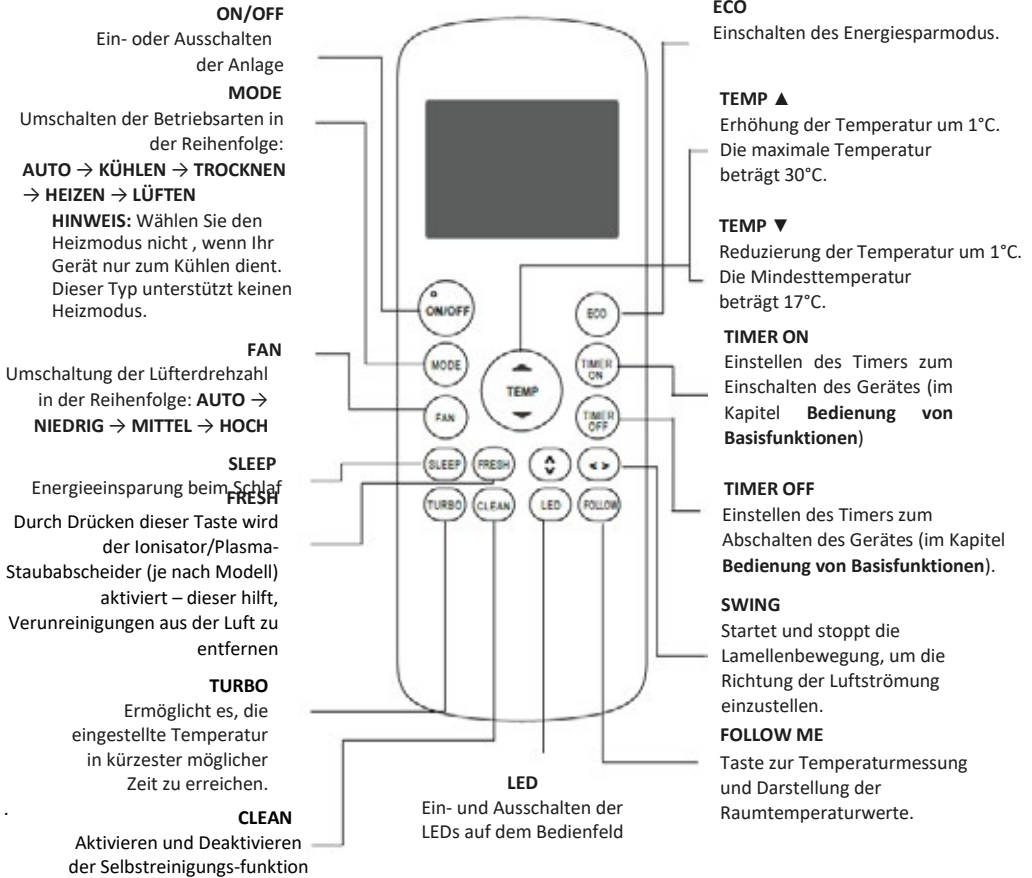 ON/OFF
Ein- oder Ausschalten
der Anlage
MODE
Umschalten der Betriebsarten in
der Reihenfolge:
AUTO → KÜHLEN → TROCKNEN
→ HEIZEN → LÜFTEN
HINWEIS: Wählen Sie den
Heizmodus nicht , wenn Ihr
Gerät nur zum Kühlen dient.
Dieser Typ unterstützt keinen
Heizmodus.
FAN
Umschaltung der Lüfterdrehzahl
in der Reihenfolge: AUTO →
NIEDRIG → MITTEL → HOCH
SLEEP
Energieeinsparung beim Schlaf
FRESH
Durch Drücken dieser Taste wird
der Ionisator/Plasma-
Staubabscheider (je nach Modell)
aktiviert – dieser hilft,
Verunreinigungen aus der Luft zu
entfernen
TURBO
Ermöglicht es, die
eingestellte Temperatur
in kürzester möglicher
Zeit zu erreichen.
.
CLEAN
Aktivieren und Deaktivieren
der Selbstreinigungs-funktion
ON/OFF
ECO
MODE
TEMP
TIMER
ON
FAN
TIMER
OFF
SLEEP
FRESH
TURBO
CLEAN
LED
FOLLOW
LED
Ein- und Ausschalten der
LEDs auf dem Bedienfeld
ECO
Einschalten des Energiesparmodus.
TEMP ▲
Erhöhung der Temperatur um 1°C.
Die maximale Temperatur
beträgt 30°C.
TEMP ▼
Reduzierung der Temperatur um 1°C.
Die Mindesttemperatur
beträgt 17°C.
TIMER ON
Einstellen des Timers zum
Einschalten des Gerätes (im
Kapitel Bedienung von
Basisfunktionen)
TIMER OFF
Einstellen des Timers zum
Abschalten des Gerätes (im Kapitel
Bedienung von Basisfunktionen).
SWING
Startet und stoppt die
Lamellenbewegung, um die
Richtung der Luftströmung
einzustellen.
FOLLOW ME
Taste zur Temperaturmessung
und Darstellung der
Raumtemperaturwerte.